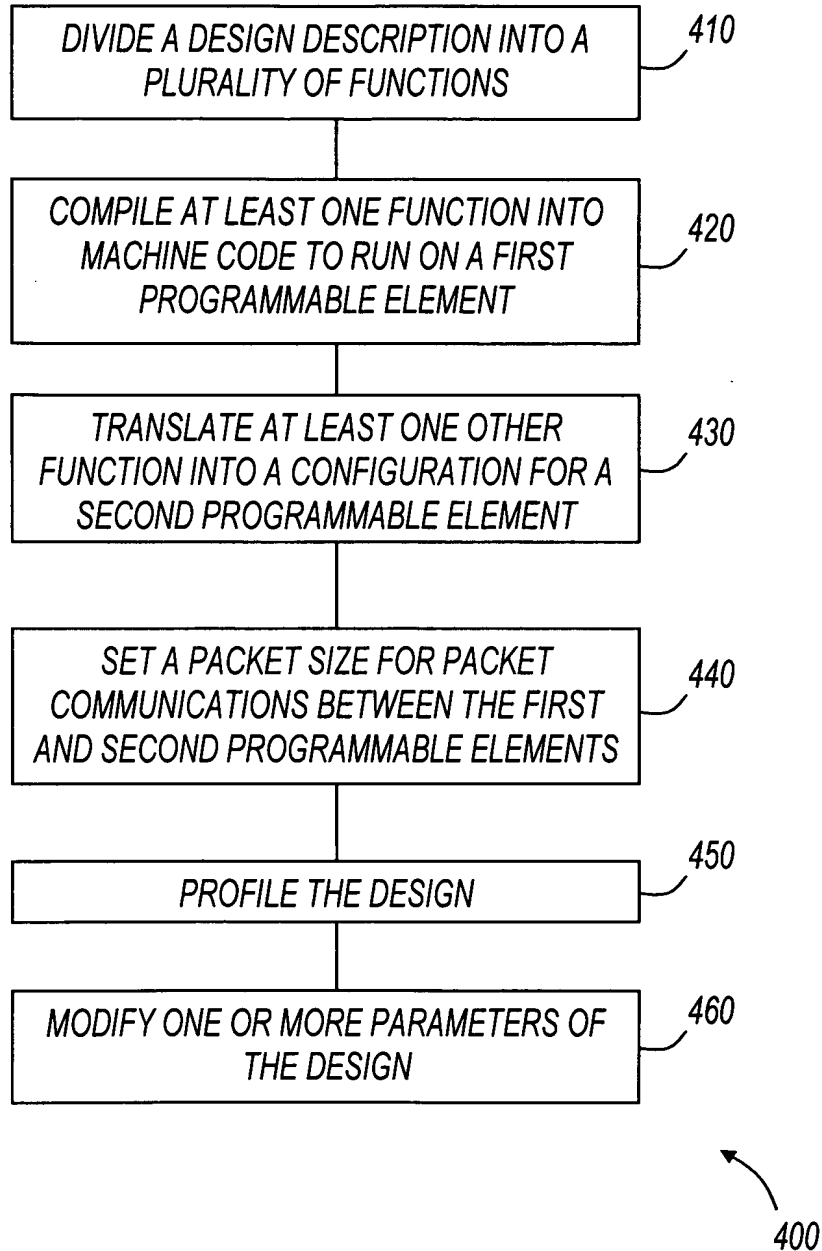 DIVIDE A DESIGN DESCRIPTION INTO A
PLURALITY OF FUNCTIONS
410
COMPILE AT LEAST ONE FUNCTION INTO
MACHINE CODE TO RUN ON A FIRST
PROGRAMMABLE ELEMENT
420
TRANSLATE AT LEAST ONE OTHER
FUNCTION INTO A CONFIGURATION FOR A
SECOND PROGRAMMABLE ELEMENT
430
SET A PACKET SIZE FOR PACKET
COMMUNICATIONS BETWEEN THE FIRST
AND SECOND PROGRAMMABLE ELEMENTS
440
PROFILE THE DESIGN
450
MODIFY ONE OR MORE PARAMETERS OF
THE DESIGN
460
400